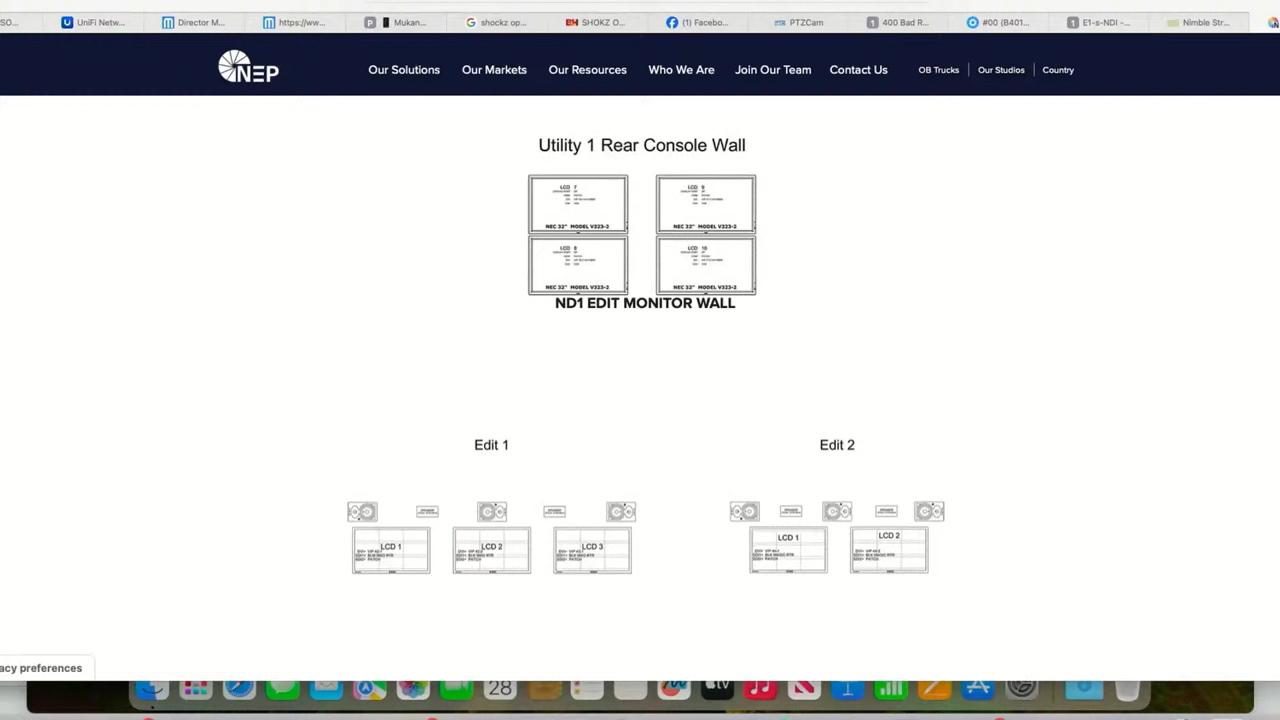 SO...
UniFi Netw...
Director M...
https://ww...
Mukan...
shockz op...
SHOKZ O...
(1) Facebo...
PTZCam
400 Bad R...
#00 (B401...
E1-s-NDI -...
Nimble Str...
NEP
Our Solutions
Our Markets
Our Resources
Who We Are
Join Our Team
Contact Us
OB Trucks
Our Studios
Country
Utility 1 Rear Console Wall
LCD 7
NEC 32" MODEL V323-2
LCD 9
NEC 32" MODEL V323-2
LCD 8
NEC 32" MODEL V323-2
LCD 10
NEC 32" MODEL V323-2
ND1 EDIT MONITOR WALL
Edit 1
Edit 2
LCD 1
LCD 2
LCD 3
LCD 1
LCD 2
acy preferences
28
tv